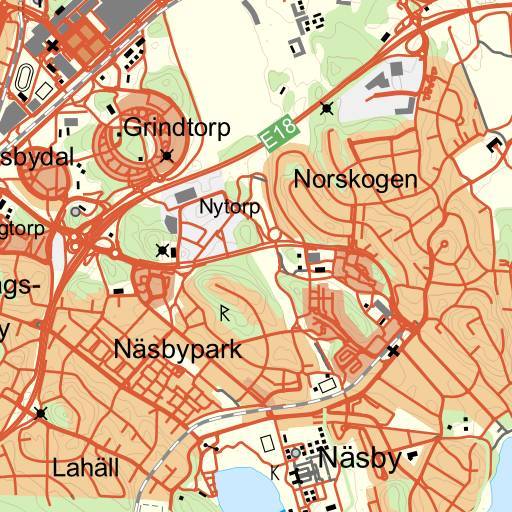 Grindtorp
E18
sbydal
Norskogen
Nytorp
gtorp
ngs-
y
Näsbypark
Näsby
Lahäll
R
K